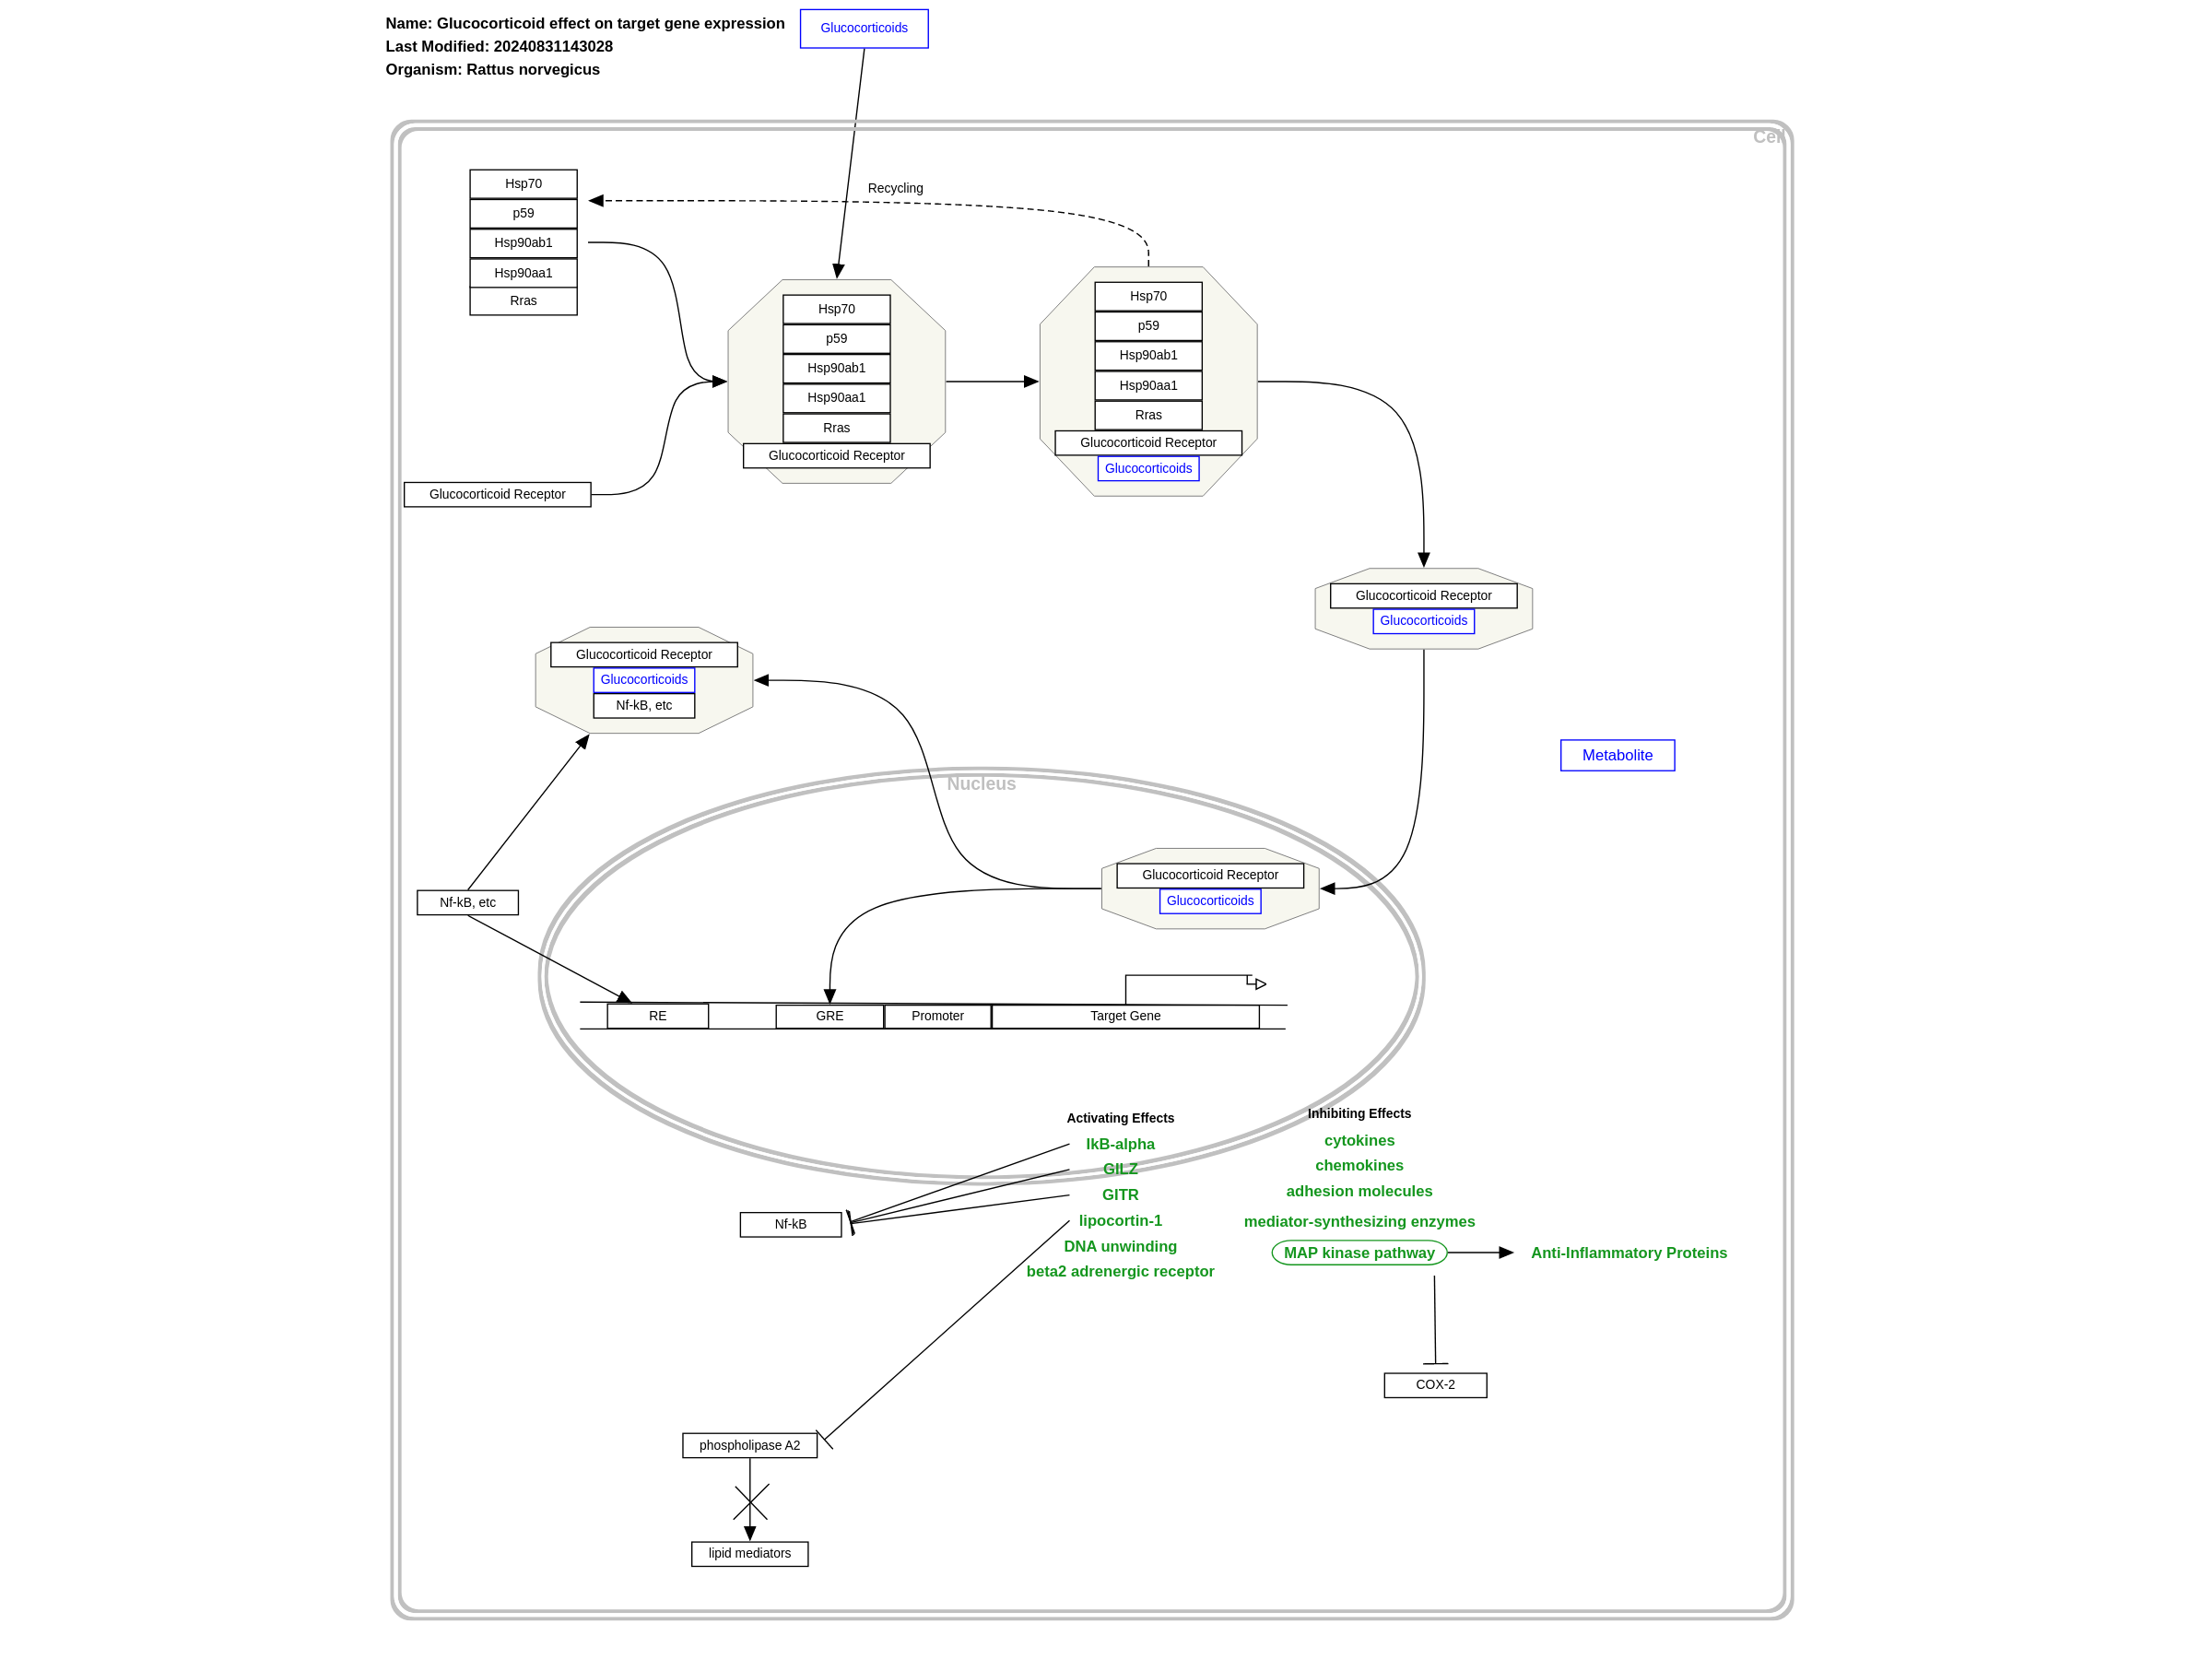 Name: Glucocorticoid effect on target gene expression
Last Modified: 20240831143028
Organism: Rattus norvegicus
Glucocorticoids
Cell
Hsp70
p59
Hsp90ab1
Hsp90aa1
Rras
Recycling
Hsp70
p59
Hsp90ab1
Hsp90aa1
Rras
Glucocorticoid Receptor
Hsp70
p59
Hsp90ab1
Hsp90aa1
Rras
Glucocorticoid Receptor
Glucocorticoids
Glucocorticoid Receptor
Glucocorticoid Receptor
Glucocorticoids
Glucocorticoid Receptor
Glucocorticoids
Nf-kB, etc
Metabolite
Nucleus
Glucocorticoid Receptor
Glucocorticoids
Nf-kB, etc
RE
GRE
Promoter
Target Gene
Activating Effects
IkB-alpha
GILZ
GITR
lipocortin-1
DNA unwinding
beta2 adrenergic receptor
Inhibiting Effects
cytokines
chemokines
adhesion molecules
mediator-synthesizing enzymes
MAP kinase pathway
Anti-Inflammatory Proteins
Nf-kB
COX-2
phospholipase A2
lipid mediators